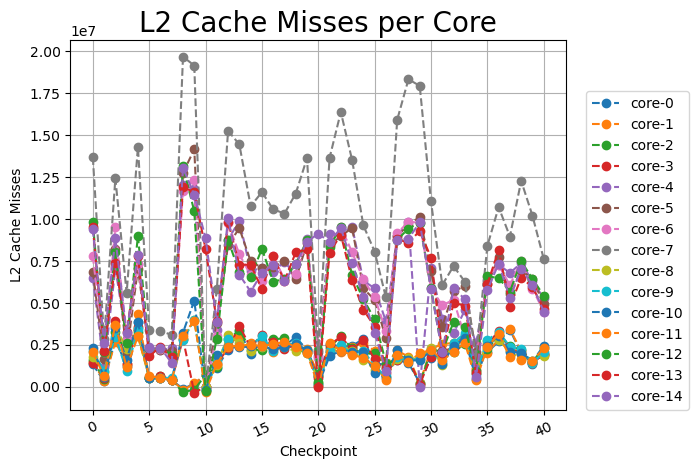 L2 Cache Misses per Core
1e7
2.00
1.75
1.50
1.25
1.00
0.75
0.50
0.25
0.00
L2 Cache Misses
0 5 10 15 20 25 30 35 40
Checkpoint
core-0
core-1
core-2
core-3
core-4
core-5
core-6
core-7
core-8
core-9
core-10
core-11
core-12
core-13
core-14